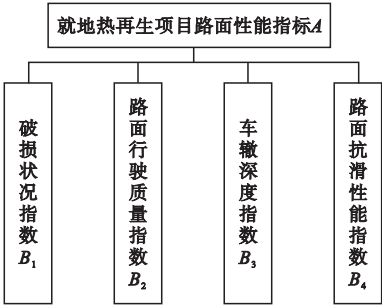 就地热再生项目路面性能指标A
破损状况指数B₁
路面行驶质量指数B₂
车辙深度指数B₃
路面抗滑性能指数B₄